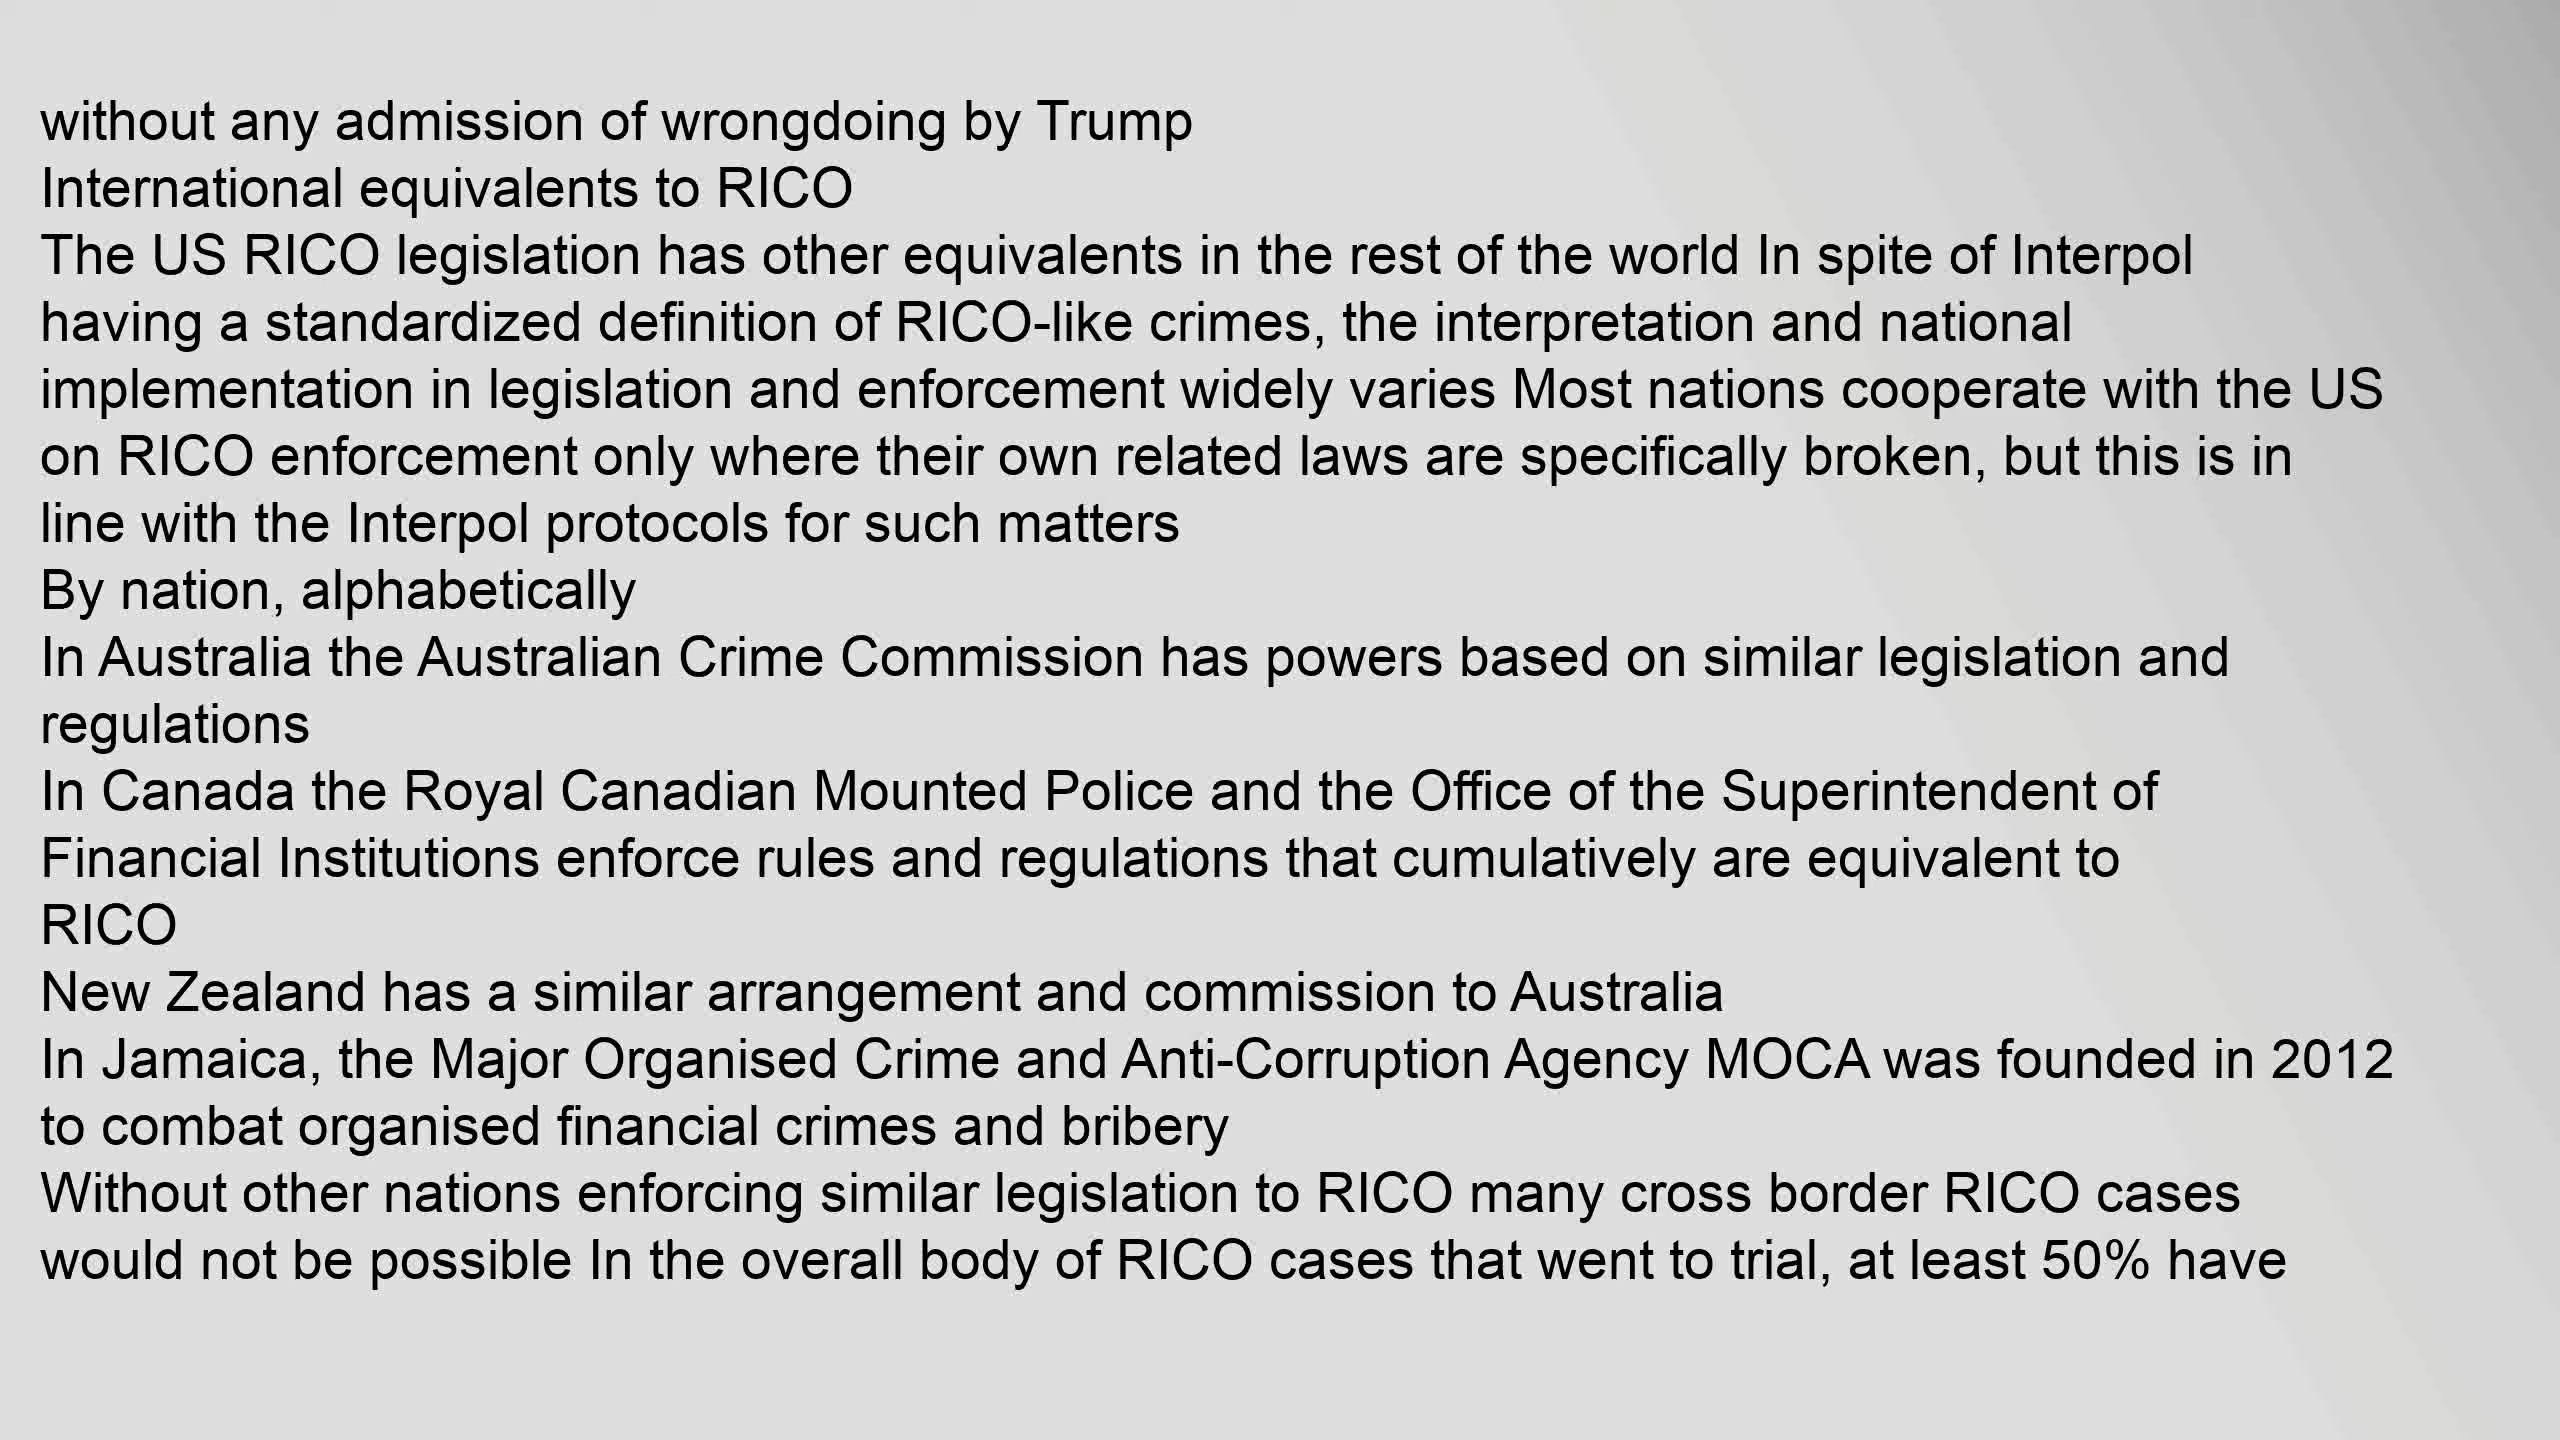 without any admission of wrongdoing by Trump
International equivalents to RICO
The US RICO legislation has other equivalents in the rest of the world In spite of Interpol
having a standardized definition of RICO-like crimes, the interpretation and national
implementation in legislation and enforcement widely varies Most nations cooperate with the US
on RICO enforcement only where their own related laws are specifically broken, but this is in
line with the Interpol protocols for such matters
By nation, alphabetically
In Australia the Australian Crime Commission has powers based on similar legislation and
regulations
In Canada the Royal Canadian Mounted Police and the Office of the Superintendent of
Financial Institutions enforce rules and regulations that cumulatively are equivalent to
RICO
New Zealand has a similar arrangement and commission to Australia
In Jamaica, the Major Organised Crime and Anti-Corruption Agency MOCA was founded in 2012
to combat organised financial crimes and bribery
Without other nations enforcing similar legislation to RICO many cross border RICO cases
would not be possible In the overall body of RICO cases that went to trial, at least 50% have